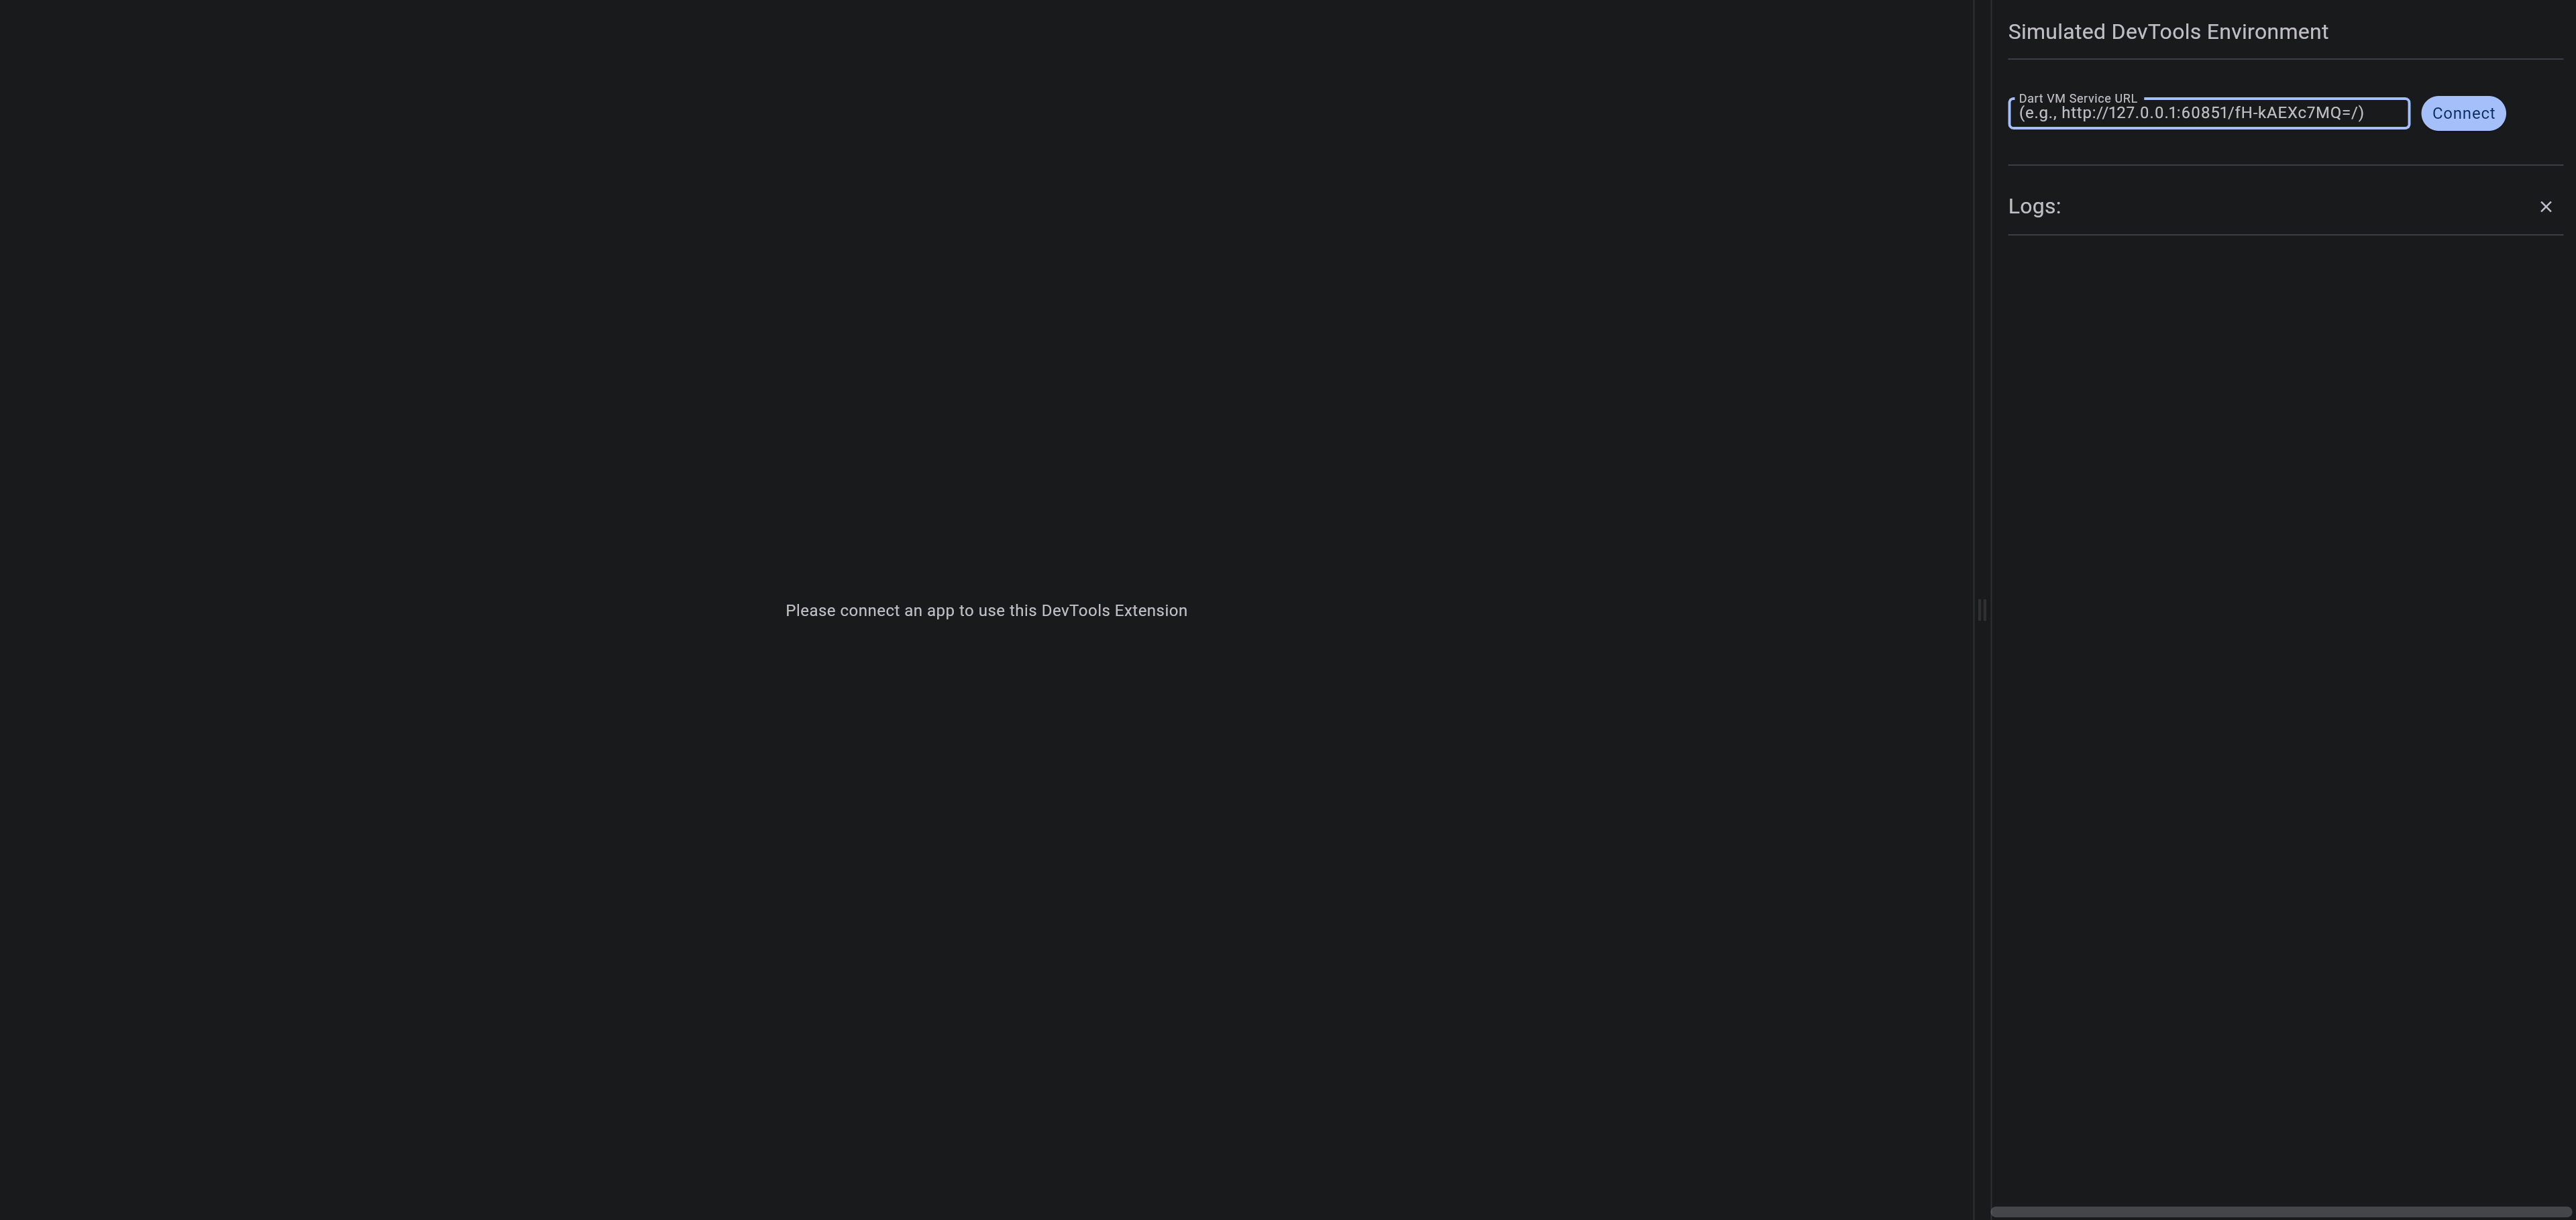 Simulated DevTools Environment
Dart VM Service URL
(e.g., http://127.0.0.1:60851/fH-kAEXc7MQ=/)
Connect
Logs:
Please connect an app to use this DevTools Extension